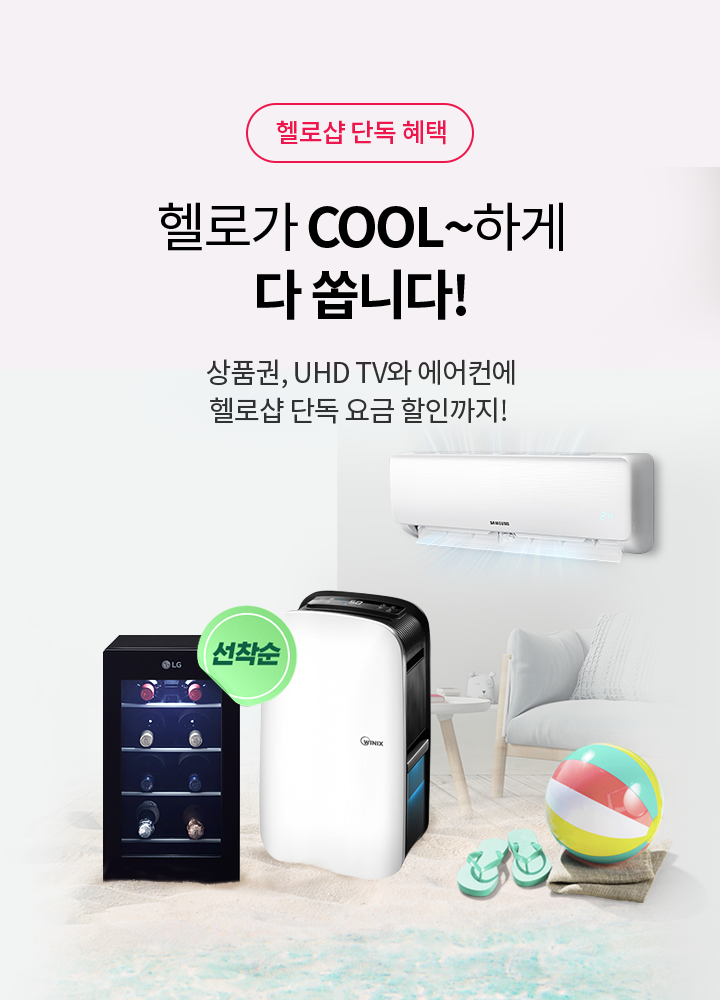 헬로샵 단독 혜택
헬로가 COOL~하게
다 쏩니다!
상품권, UHD TV와 에어컨에
헬로샵 단독 요금 할인까지!
SAMSUNG
선착순
LG
WINIX